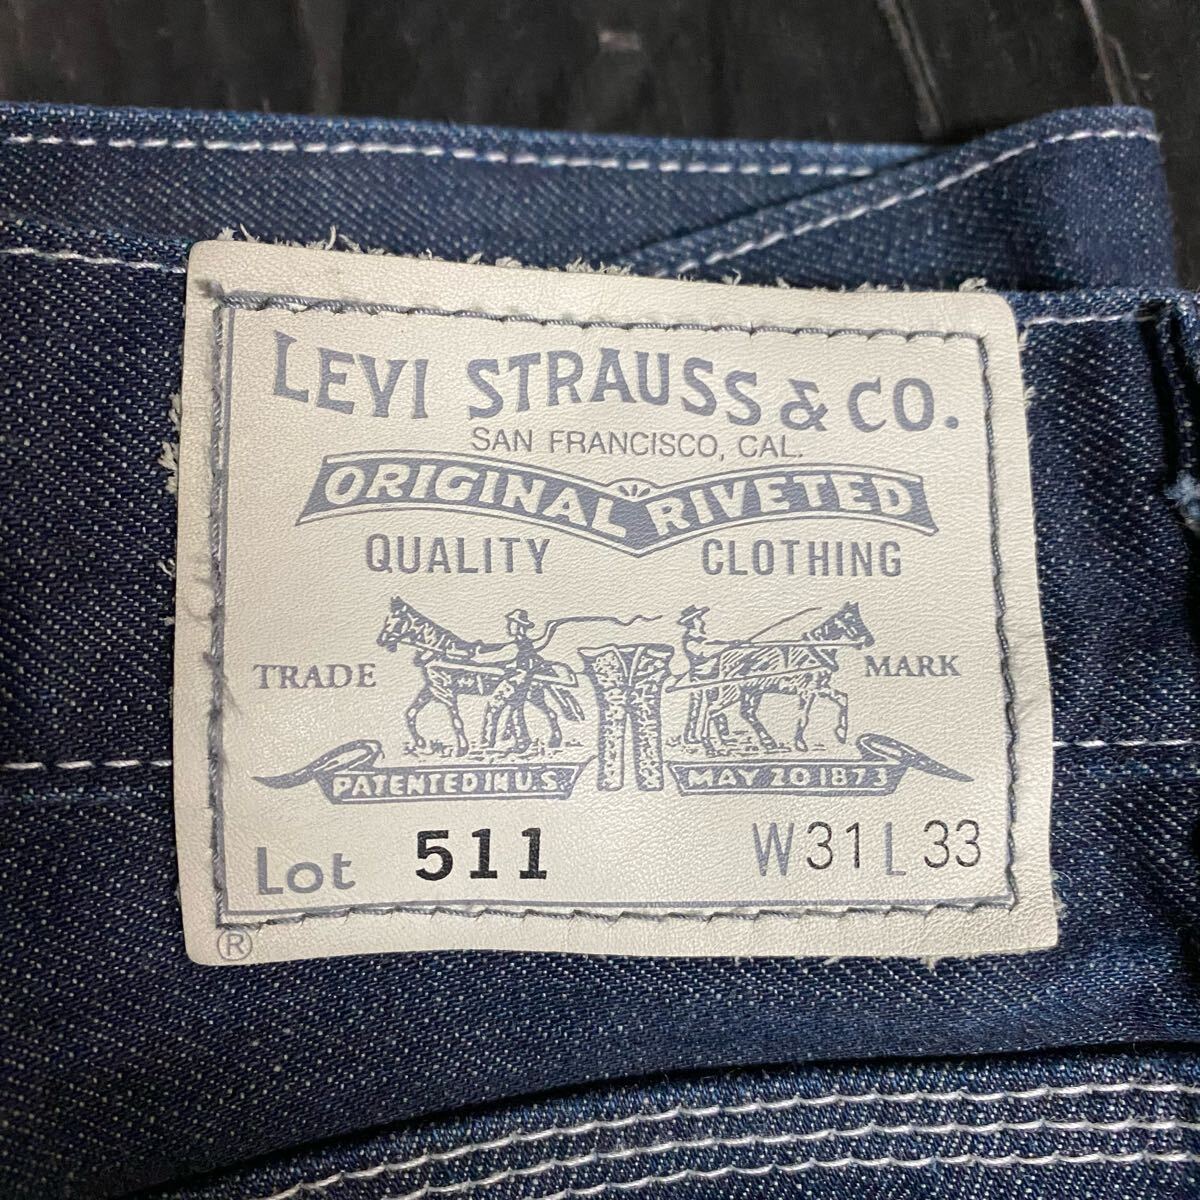 LEVI STRAUSS & CO.
SAN FRANCISCO, CAL.
ORIGINAL RIVETED
QUALITY CLOTHING
TRADE MARK
PATENTED IN U.S. MAY 20 1873
Lot 511 W31 L33
®